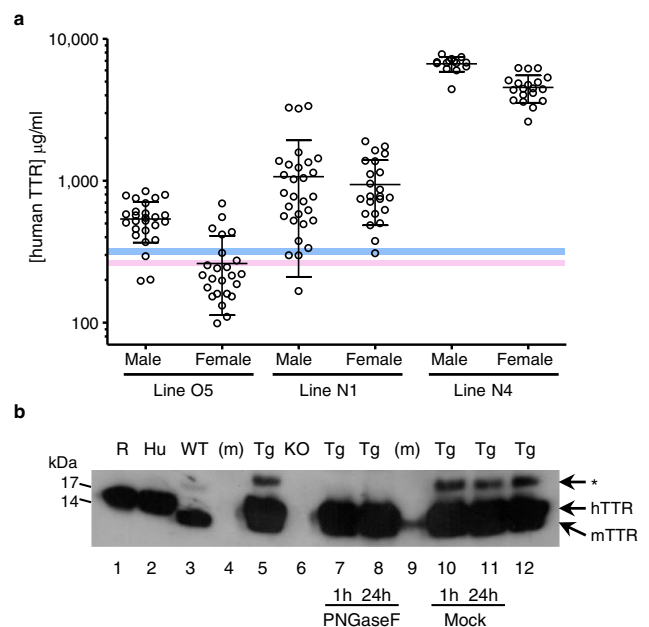 a
10,000
1,000
100
[human TTR] µg/ml
Male Female Male Female Male Female
Line O5 Line N1 Line N4
b
R Hu WT (m) Tg KO Tg Tg (m) Tg Tg Tg
kDa
17
14
*
hTTR
mTTR
1 2 3 4 5 6 7 8 9 10 11 12
1h 24h 1h 24h
PNGaseF Mock